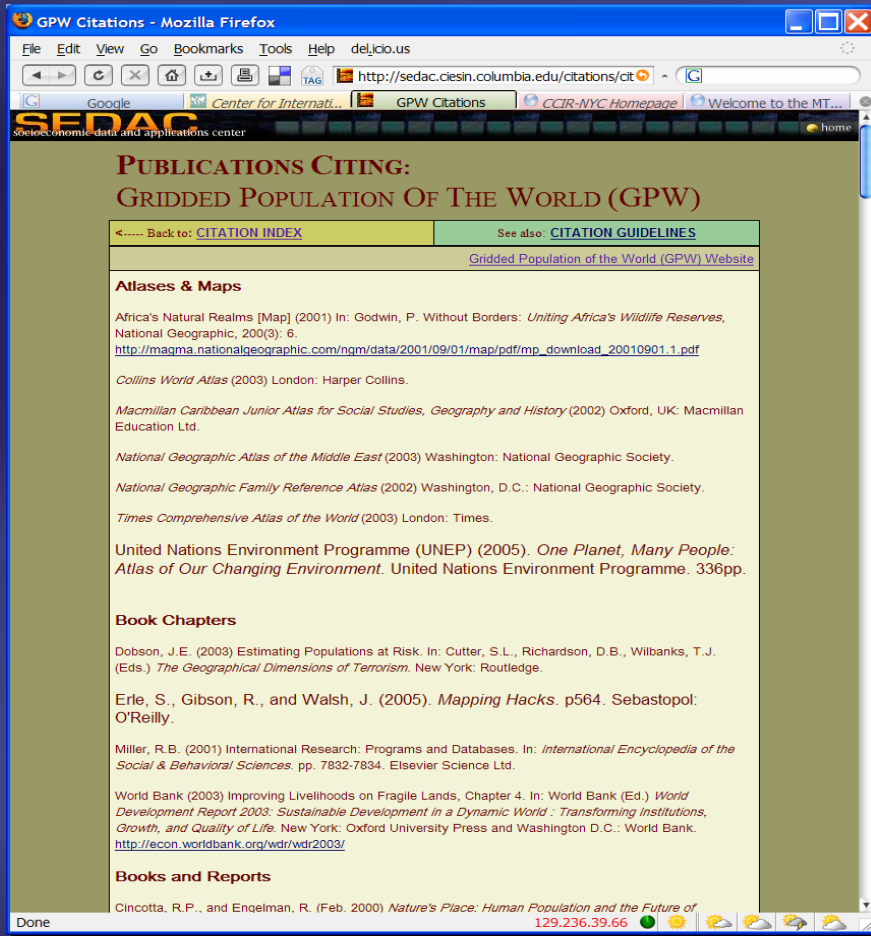 GPW Citations - Mozilla Firefox
File Edit View Go Bookmarks Tools Help del.icio.us
TAG http://sedac.ciesin.columbia.edu/citations/cit G
G Google Center for Internati... GPW Citations CCIR-NYC Homepage Welcome to the MT...
SEDAC
socioeconomic data and applications center
home
PUBLICATIONS CITING:
GRIDDED POPULATION OF THE WORLD (GPW)
<----- Back to: CITATION INDEX See also: CITATION GUIDELINES
Gridded Population of the World (GPW) Website
Atlases & Maps
Africa's Natural Realms [Map] (2001) In: Godwin, P. Without Borders: Uniting Africa's Wildlife Reserves,
National Geographic, 200(3): 6.
http://magma.nationalgeographic.com/ngm/data/2001/09/01/map/pdf/mp_download_20010901.1.pdf
Collins World Atlas (2003) London: Harper Collins.
Macmillan Caribbean Junior Atlas for Social Studies, Geography and History (2002) Oxford, UK: Macmillan
Education Ltd.
National Geographic Atlas of the Middle East (2003) Washington: National Geographic Society.
National Geographic Family Reference Atlas (2002) Washington, D.C.: National Geographic Society.
Times Comprehensive Atlas of the World (2003) London: Times.
United Nations Environment Programme (UNEP) (2005). One Planet, Many People:
Atlas of Our Changing Environment. United Nations Environment Programme. 336pp.
Book Chapters
Dobson, J.E. (2003) Estimating Populations at Risk. In: Cutter, S.L., Richardson, D.B., Wilbanks, T.J.
(Eds.) The Geographical Dimensions of Terrorism. New York: Routledge.
Erle, S., Gibson, R., and Walsh, J. (2005). Mapping Hacks. p564. Sebastopol:
O'Reilly.
Miller, R.B. (2001) International Research: Programs and Databases. In: International Encyclopedia of the
Social & Behavioral Sciences. pp. 7832-7834. Elsevier Science Ltd.
World Bank (2003) Improving Livelihoods on Fragile Lands, Chapter 4. In: World Bank (Ed.) World
Development Report 2003: Sustainable Development in a Dynamic World : Transforming Institutions,
Growth, and Quality of Life. New York: Oxford University Press and Washington D.C.: World Bank.
http://econ.worldbank.org/wdr/wdr2003/
Books and Reports
Cincotta, R.P., and Engelman, R. (Feb. 2000) Nature's Place: Human Population and the Future of
Done 129.236.39.66